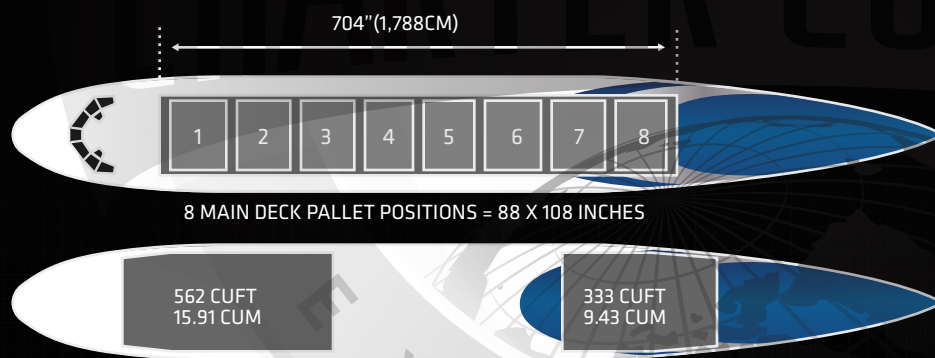 704”(1,788CM)
1 2 3 4 5 6 7 8
8 MAIN DECK PALLET POSITIONS = 88 X 108 INCHES
562 CUFT
15.91 CUM
333 CUFT
9.43 CUM